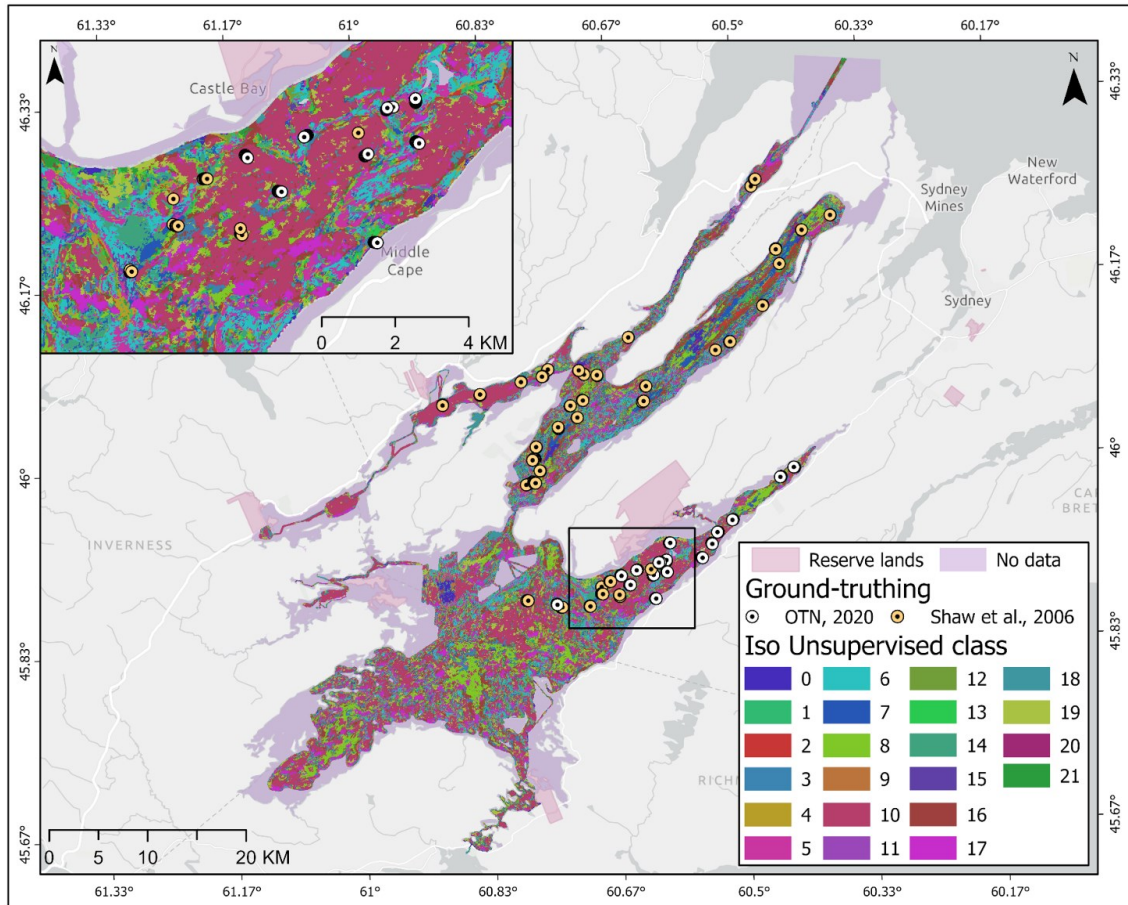 61.33° 61.17° 61° 60.83° 60.67° 60.5° 60.33° 60.17°
N
Castle Bay
Middle
Cape
0 2 4 KM
N
46.33° 46.33°
46.17° 46.17°
46° 46°
45.83° 45.83°
45.67° 45.67°
New
Waterford
Sydney
Mines
Sydney
INVERNESS
CAP
BRET
RICHM
Reserve lands No data
Ground-truthing
OTN, 2020 Shaw et al., 2006
Iso Unsupervised class
0 6 12 18
1 7 13 19
2 8 14 20
3 9 15 21
4 10 16
5 11 17
0 5 10 20 KM
61.33° 61.17° 61° 60.83° 60.67° 60.5° 60.33° 60.17°